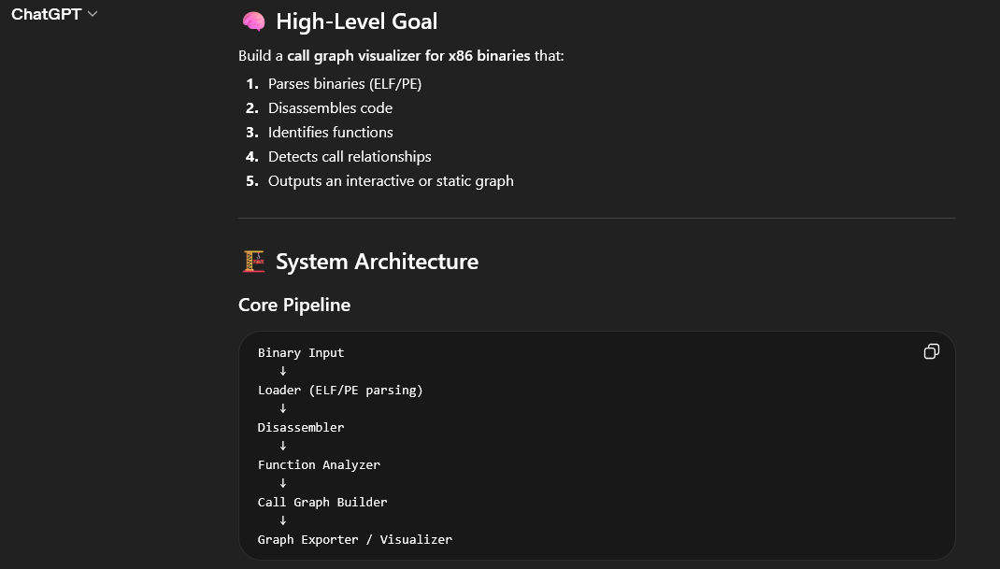 ChatGPT
🧠 High-Level Goal
Build a call graph visualizer for x86 binaries that:
1. Parses binaries (ELF/PE)
2. Disassembles code
3. Identifies functions
4. Detects call relationships
5. Outputs an interactive or static graph
🏗️ System Architecture
Core Pipeline
Binary Input
↓
Loader (ELF/PE parsing)
↓
Disassembler
↓
Function Analyzer
↓
Call Graph Builder
↓
Graph Exporter / Visualizer